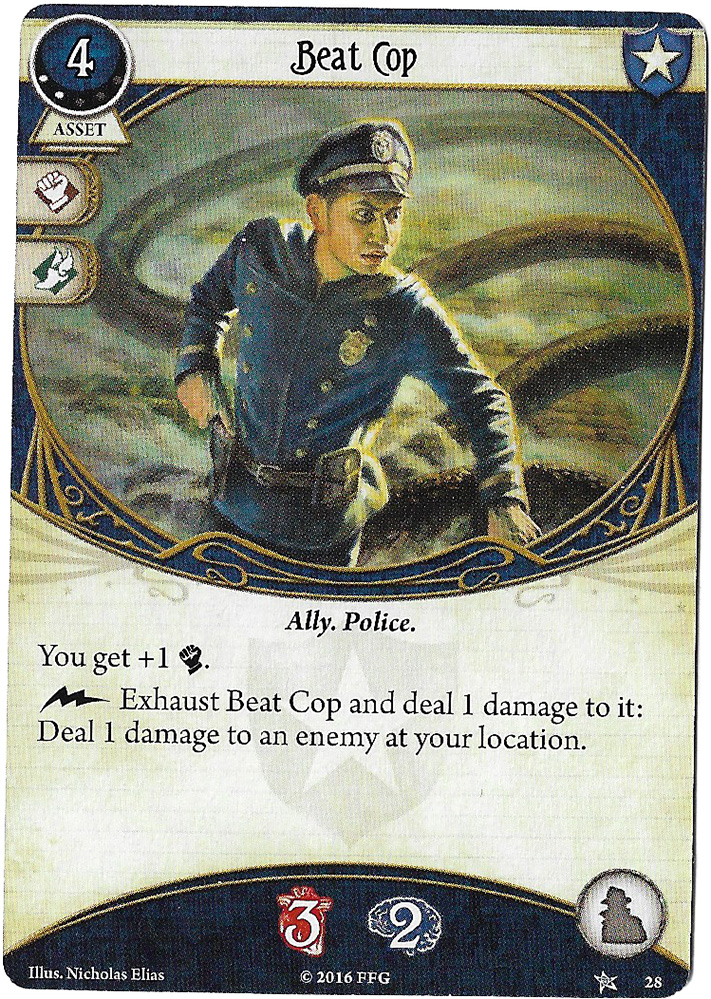 4
Beat Cop
ASSET
Ally. Police.
You get +1 .
Exhaust Beat Cop and deal 1 damage to it:
Deal 1 damage to an enemy at your location.
3 2
Illus. Nicholas Elias © 2016 FFG 28